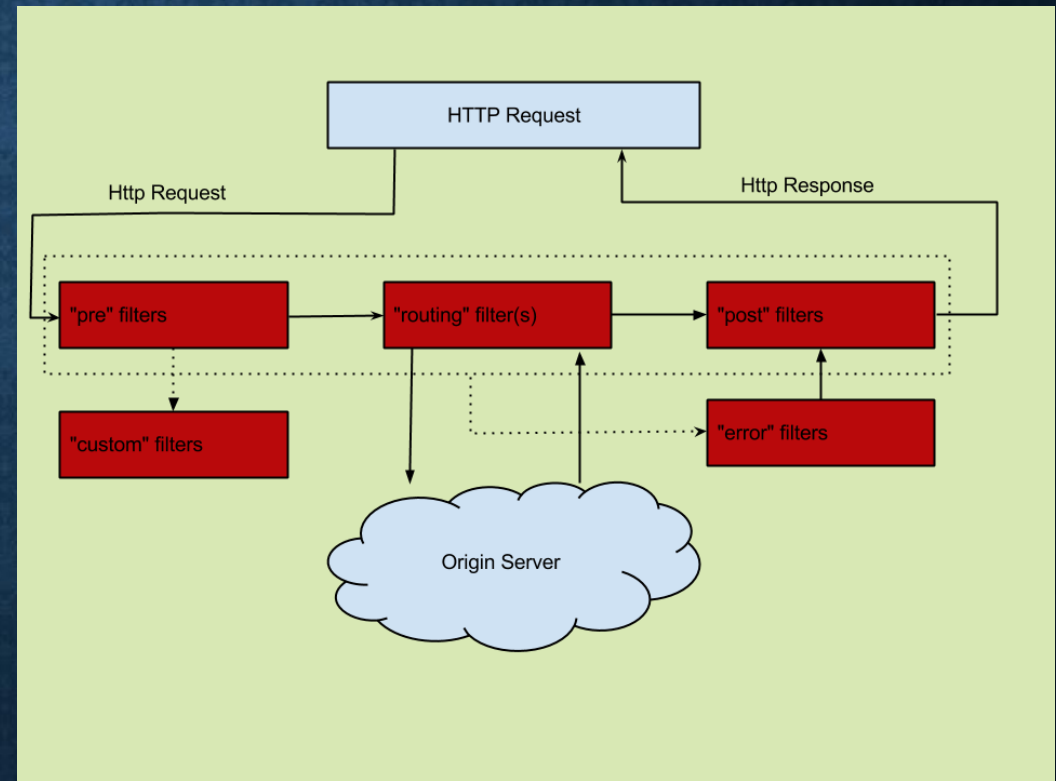 HTTP Request
Http Request
Http Response
"pre" filters
"routing" filter(s)
"post" filters
"custom" filters
"error" filters
Origin Server